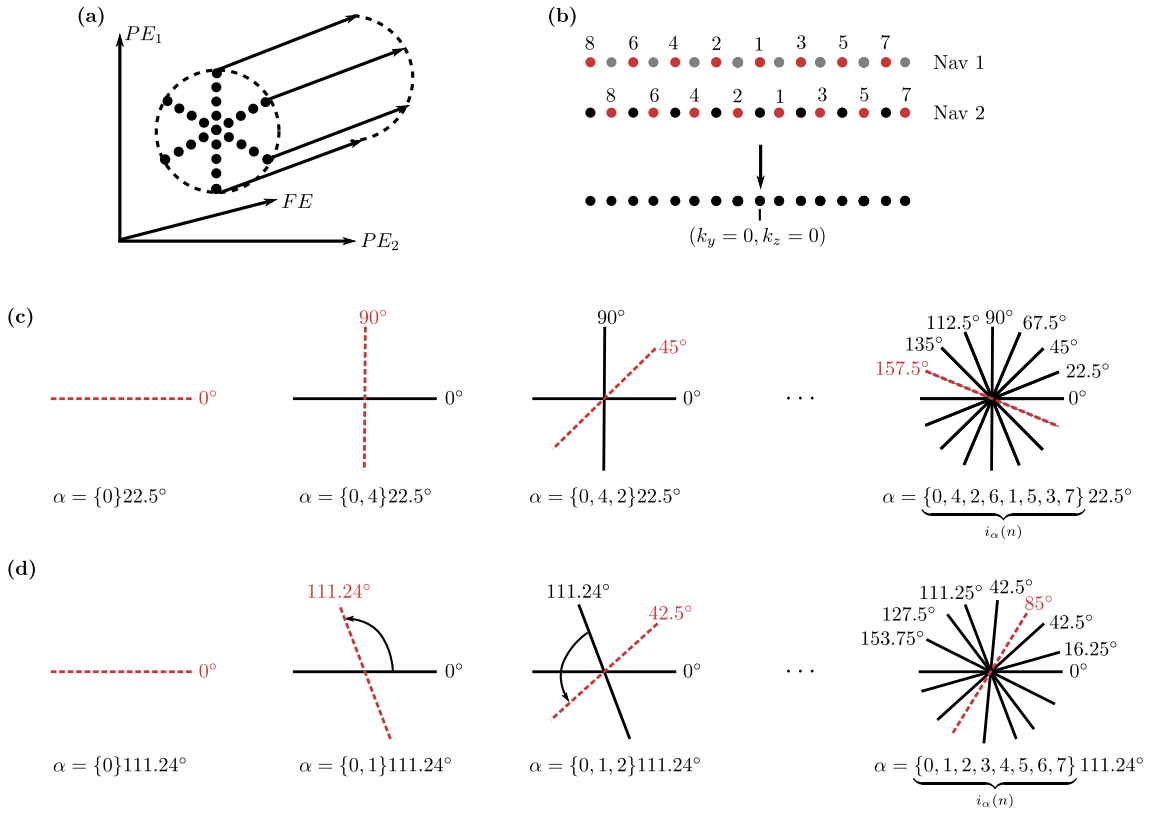 (a)
PE₁
FE
PE₂
(b)
8 6 4 2 1 3 5 7
Nav 1
8 6 4 2 1 3 5 7
Nav 2
(k_y = 0, k_z = 0)
(c)
0°
α = {0}22.5°
90°
0°
α = {0, 4}22.5°
90°
45°
0°
α = {0, 4, 2}22.5°
· · ·
90°
112.5° 67.5°
135° 45°
157.5° 22.5°
0°
α = {0, 4, 2, 6, 1, 5, 3, 7} 22.5°
i_α(n)
(d)
0°
α = {0}111.24°
111.24°
0°
α = {0, 1}111.24°
111.24°
42.5°
0°
α = {0, 1, 2}111.24°
· · ·
111.25° 42.5°
85°
127.5° 42.5°
153.75° 16.25°
0°
α = {0, 1, 2, 3, 4, 5, 6, 7} 111.24°
i_α(n)